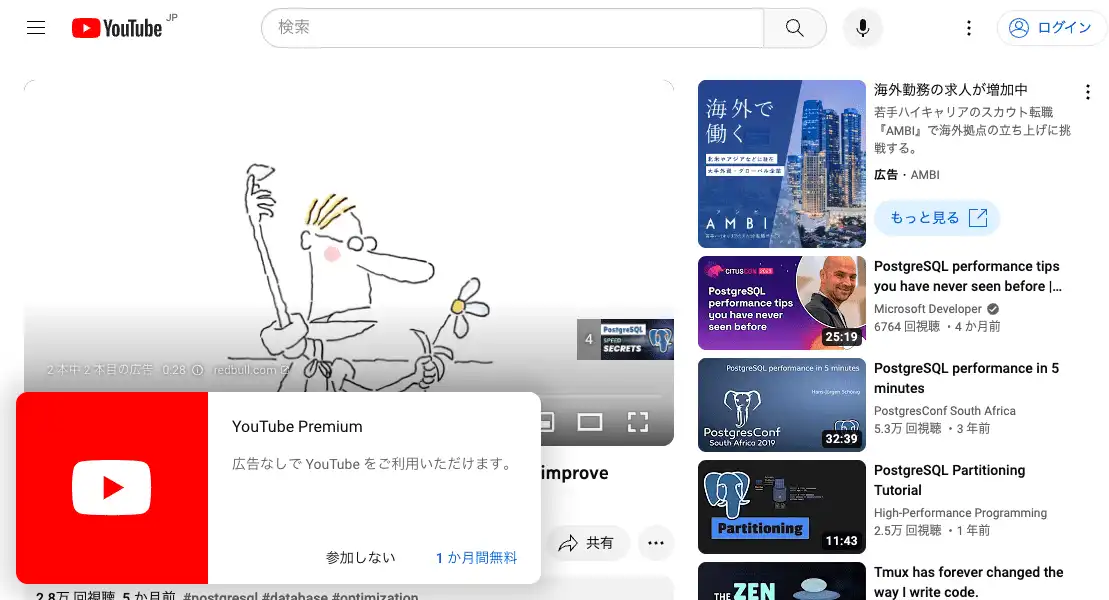 YouTube JP
検索
ログイン
海外で
働く
AMBI
海外勤務の求人が増加中
若手ハイキャリアのスカウト転職
『AMBI』で海外拠点の立ち上げに挑
戦する。
広告・AMBI
もっと見る
CITUSCON 2023
PostgreSQL
performance tips
you have never
seen before
25:19
PostgreSQL performance tips
you have never seen before |...
Microsoft Developer
6764 回視聴 ・4 か月前
4
PostgreSQL
SPEED
SECRETS
2 本中 2 本目の広告 0:28 redbull.com
PostgreSQL performance in 5 minutes
Hans-Jürgen Schönig
PostgresConf
South Africa 2019
32:39
PostgreSQL performance in 5
minutes
PostgresConf South Africa
5.3万 回視聴 ・3 年前
YouTube Premium
広告なしで YouTube をご利用いただけます。
参加しない
1 か月間無料
improve
共有
Partitioning
11:43
PostgreSQL Partitioning
Tutorial
High-Performance Programming
2.5万 回視聴 ・1 年前
THE ZEN
Tmux has forever changed the
way I write code.
2.8万 回視聴 5 か月前 #postgresql #database #optimization